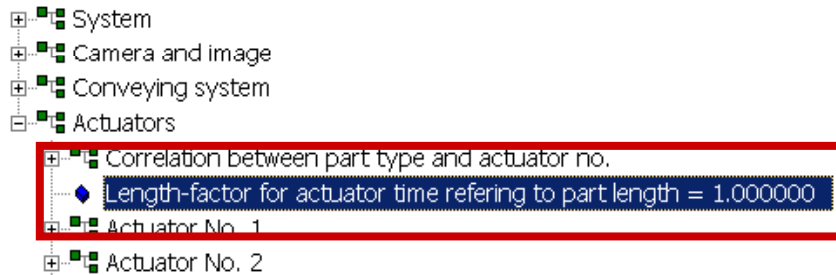 System
Camera and image
Conveying system
Actuators
Correlation between part type and actuator no.
Length-factor for actuator time refering to part length = 1.000000
Actuator No. 1
Actuator No. 2